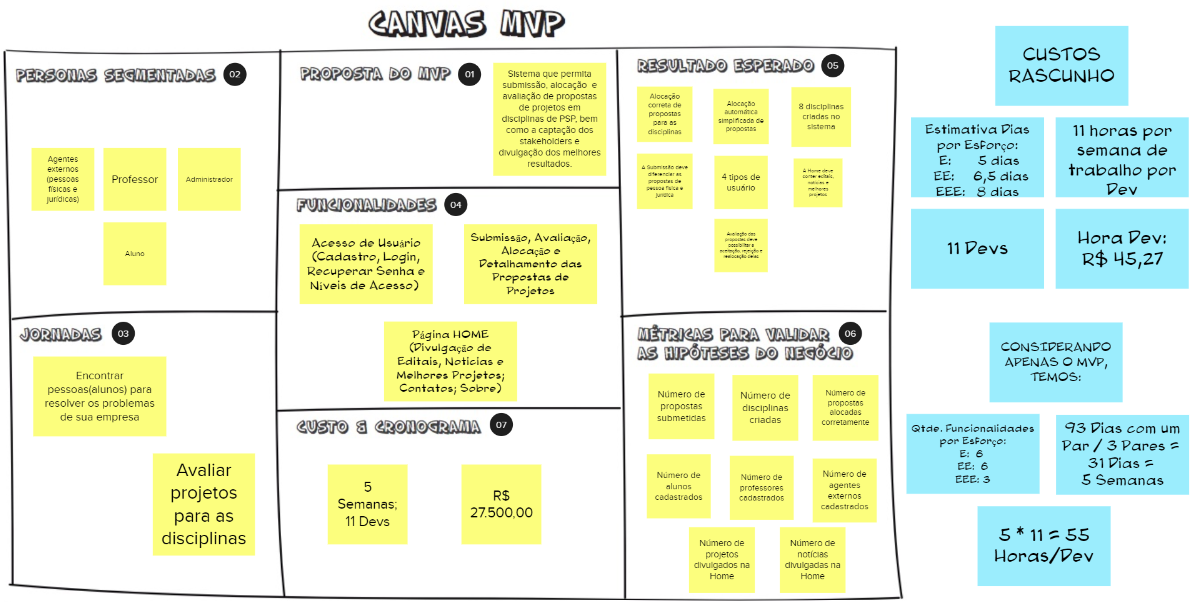 CANVAS MVP
PERSONAS SEGMENTADAS 02
Agentes
externos
(pessoas
físicas e
jurídicas)
Professor
Administrador
Aluno
PROPOSTA DO MVP 01
Sistema que permita
submissão, alocação e
avaliação de propostas
de projetos em
disciplinas de PSP, bem
como a captação dos
stakeholders e
divulgação dos melhores
resultados.
RESULTADO ESPERADO 05
Alocação
correta de
propostas
para as
disciplinas
Alocação
automática
simplificada de
propostas
8 disciplinas
criadas no
sistema
A Submissão deve
diferenciar as
propostas de
pessoa física e
jurídica
4 tipos de
usuário
A Home deve
conter editais,
notícias e
melhores
projetos
Avaliação das
propostas deve
possibilitar a
aceitação, rejeição e
realocação delas
JORNADAS 03
Encontrar
pessoas(alunos) para
resolver os problemas
de sua empresa
Avaliar
projetos
para as
disciplinas
FUNCIONALIDADES 04
Acesso de Usuário
(Cadastro, Login,
Recuperar Senha e
Níveis de Acesso)
Submissão, Avaliação,
Alocação e
Detalhamento das
Propostas de
Projetos
Página HOME
(Divulgação de
Editais, Notícias e
Melhores Projetos;
Contatos; Sobre)
CUSTO & CRONOGRAMA 07
5
Semanas;
11 Devs
R$
27.500,00
MÉTRICAS PARA VALIDAR 06
AS HIPÓTESES DO NEGÓCIO
Número de
propostas
submetidas
Número de
disciplinas
criadas
Número de
propostas
alocadas
corretamente
Número de
alunos
cadastrados
Número de
professores
cadastrados
Número de
agentes
externos
cadastrados
Número de
projetos
divulgados na
Home
Número de
notícias
divulgadas na
Home
CUSTOS
RASCUNHO
Estimativa Dias
por Esforço:
E: 5 dias
EE: 6,5 dias
EEE: 8 dias
11 horas por
semana de
trabalho por
Dev
11 Devs
Hora Dev:
R$ 45,27
CONSIDERANDO
APENAS O MVP,
TEMOS:
Qtde. Funcionalidades
por Esforço:
E: 6
EE: 6
EEE: 3
93 Dias com um
Par / 3 Pares =
31 Dias =
5 Semanas
5 * 11 = 55
Horas/Dev